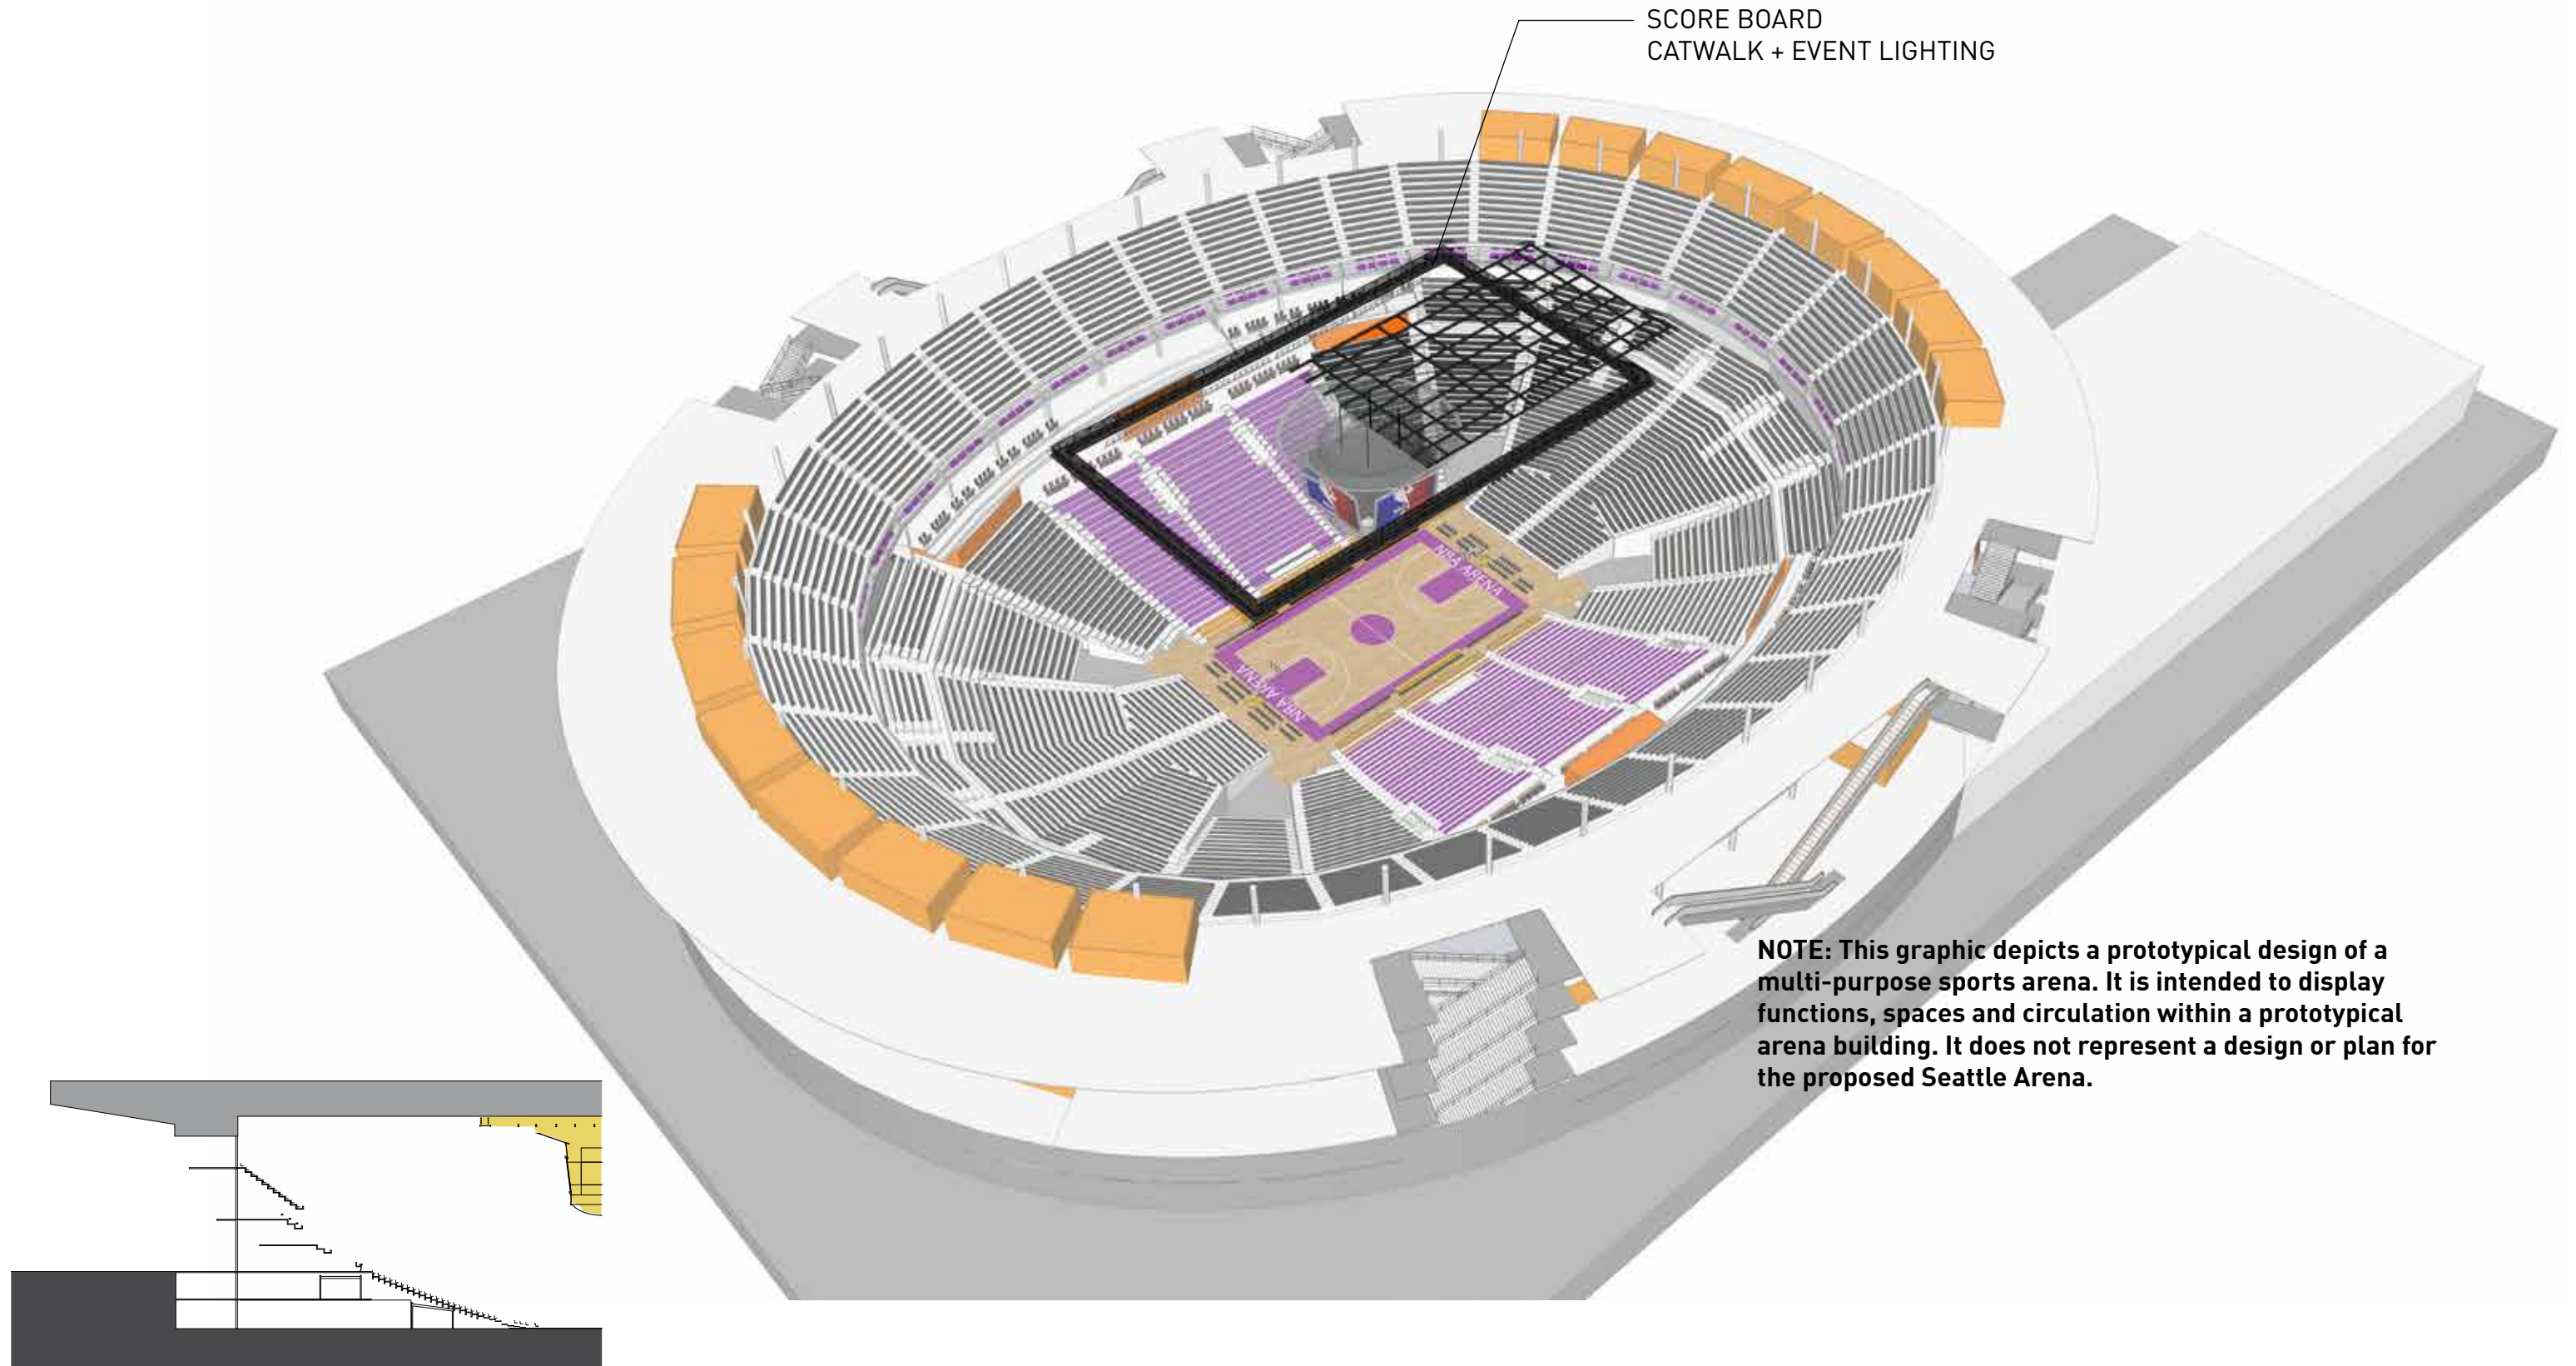 SCORE BOARD
CATWALK + EVENT LIGHTING
NBA ARENA
NBA ARENA
NOTE: This graphic depicts a prototypical design of a
multi-purpose sports arena. It is intended to display
functions, spaces and circulation within a prototypical
arena building. It does not represent a design or plan for
the proposed Seattle Arena.